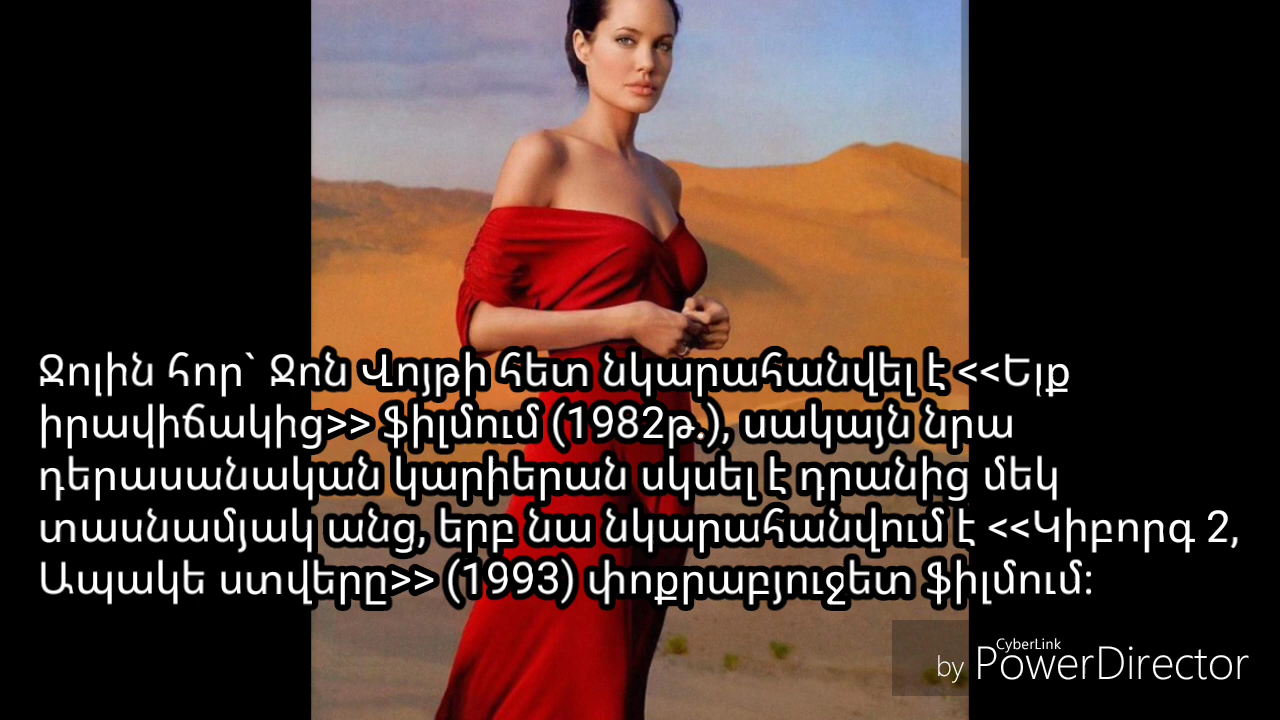 Ջոլին հոր` Ջոն Վոյթի հետ նկարահանվել է <<Ելք
իրավիճակից>> ֆիլմում (1982թ.), սակայն նրա
դերասանական կարիերան սկսել է դրանից մեկ
տասնամյակ անց, երբ նա նկարահանվում է <<Կիբորգ 2,
Ապակե ստվերը>> (1993) փոքրաբյուջետ ֆիլմում:
CyberLink
by PowerDirector